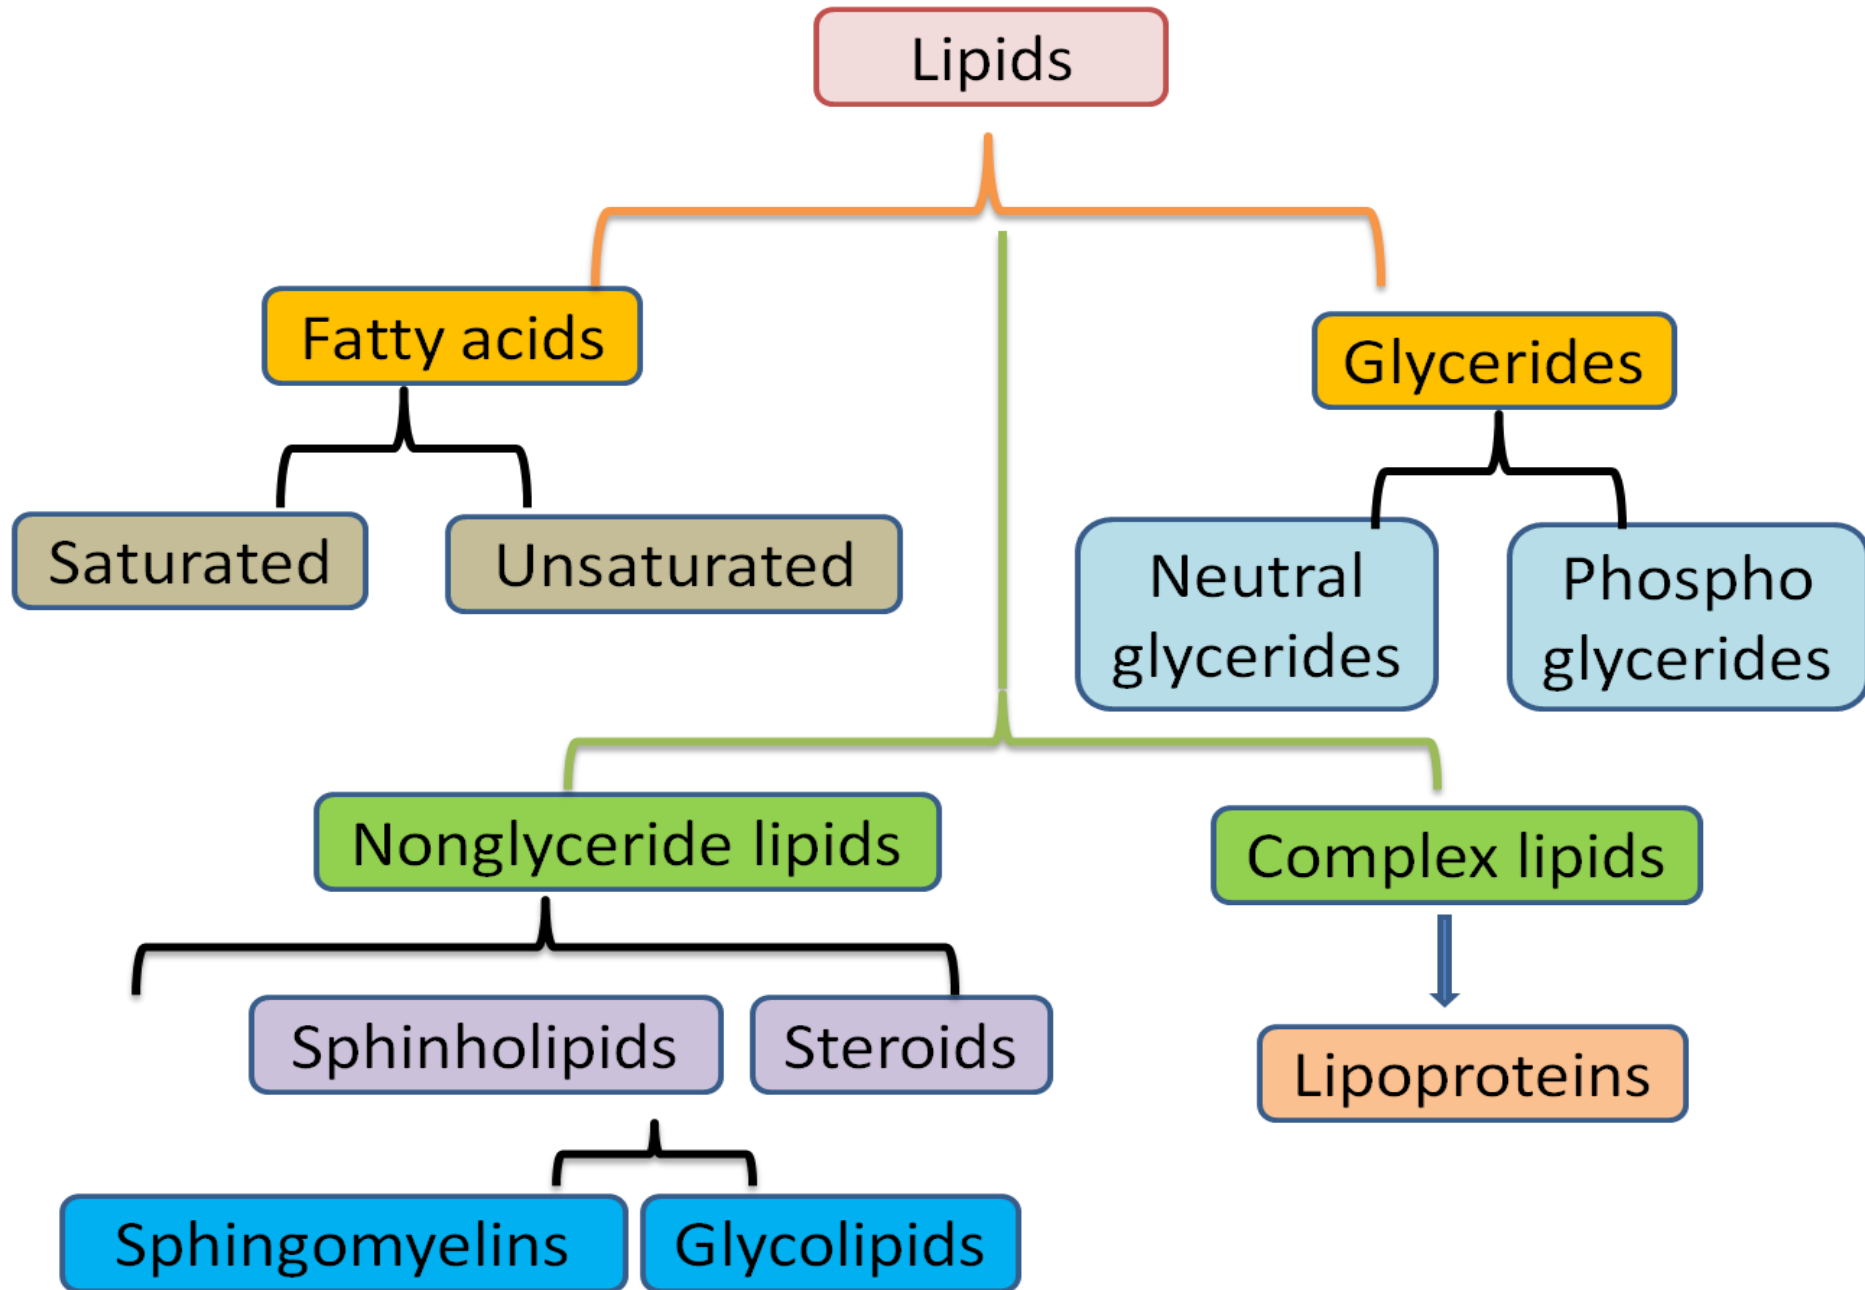 Lipids
Fatty acids
Glycerides
Saturated
Unsaturated
Neutral
glycerides
Phospho
glycerides
Nonglyceride lipids
Complex lipids
Sphinholipids
Steroids
Lipoproteins
Sphingomyelins
Glycolipids